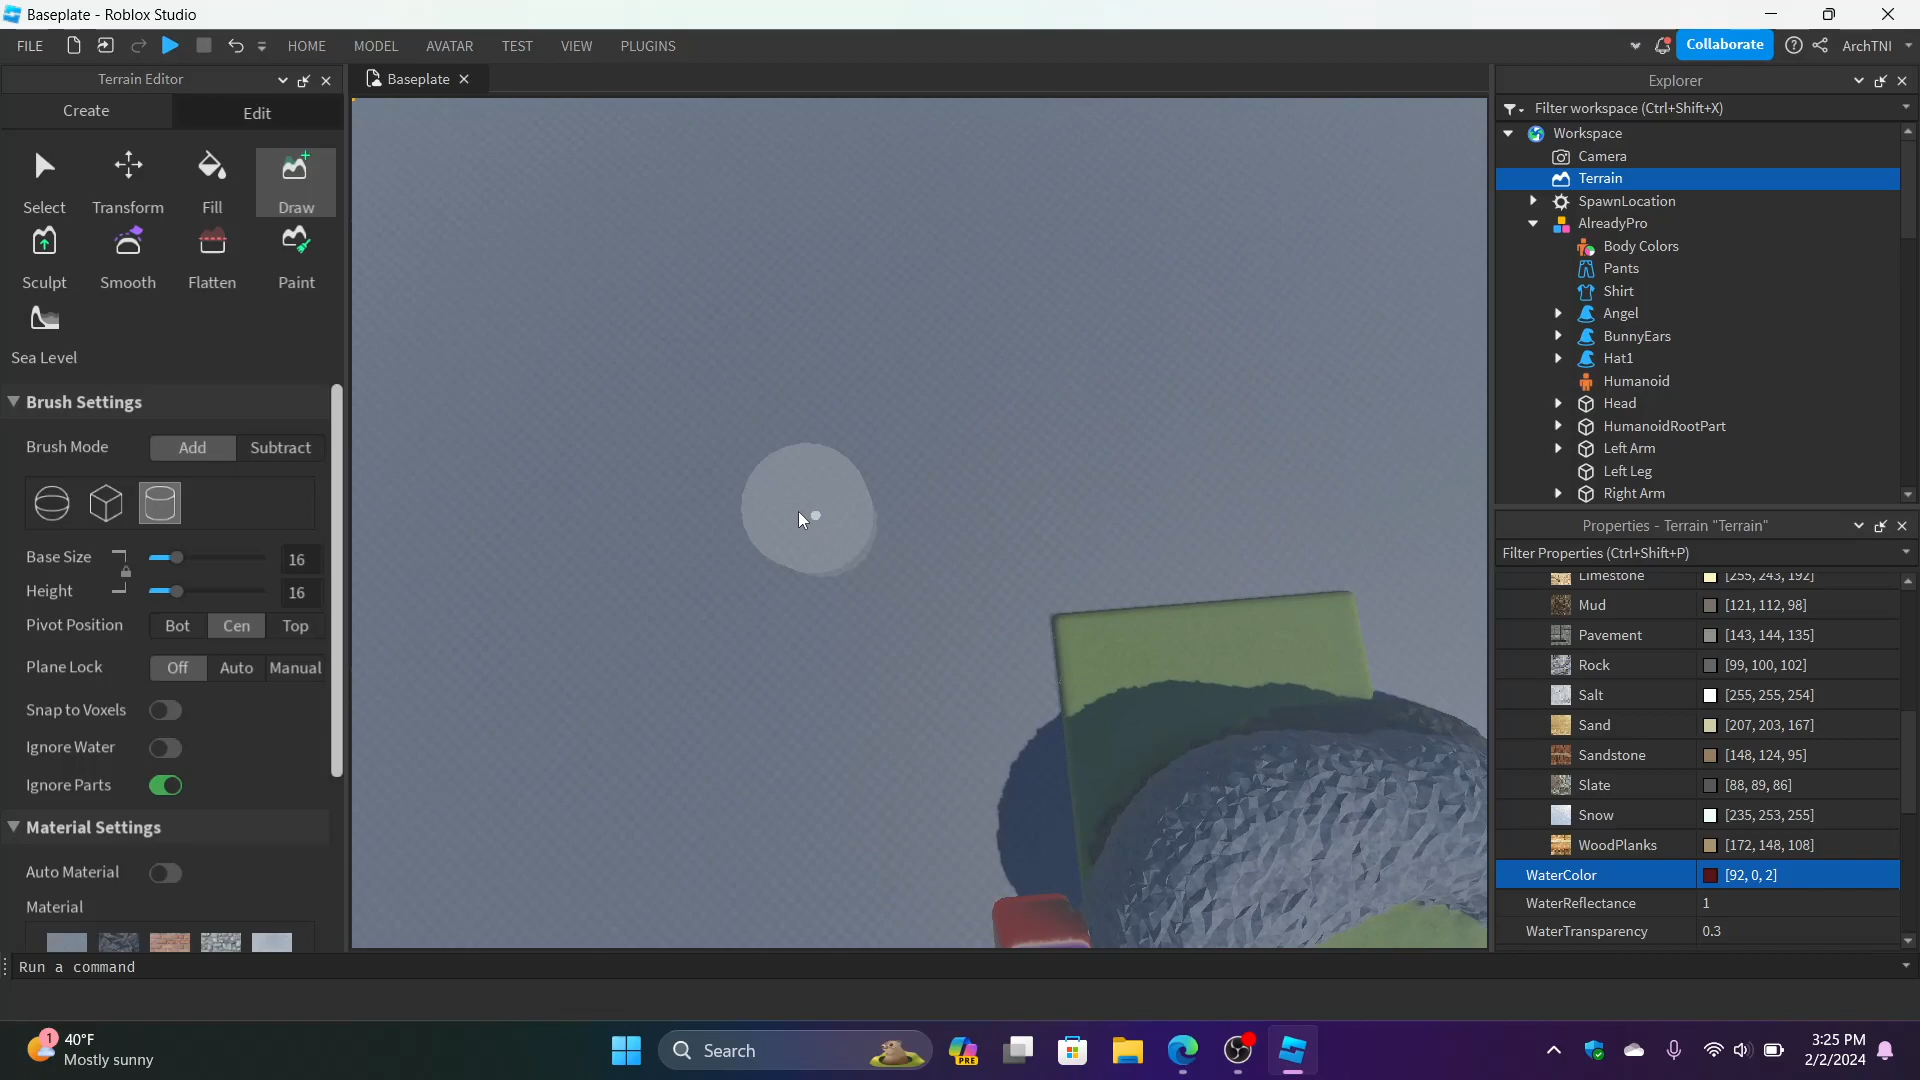 Baseplate - Roblox Studio
FILE HOME MODEL AVATAR TEST VIEW PLUGINS Collaborate ArchTNI
Terrain Editor
Create Edit
Select Transform Fill Draw
Sculpt Smooth Flatten Paint
Sea Level
Brush Settings
Brush Mode Add Subtract
Base Size 16
Height 16
Pivot Position Bot Cen Top
Plane Lock Off Auto Manual
Snap to Voxels
Ignore Water
Ignore Parts
Material Settings
Auto Material
Material
Baseplate
Explorer
Filter workspace (Ctrl+Shift+X)
Workspace
Camera
Terrain
SpawnLocation
AlreadyPro
Body Colors
Pants
Shirt
Angel
BunnyEars
Hat1
Humanoid
Head
HumanoidRootPart
Left Arm
Left Leg
Right Arm
Properties - Terrain "Terrain"
Filter Properties (Ctrl+Shift+P)
Limestone [255, 243, 192]
Mud [121, 112, 98]
Pavement [143, 144, 135]
Rock [99, 100, 102]
Salt [255, 255, 254]
Sand [207, 203, 167]
Sandstone [148, 124, 95]
Slate [88, 89, 86]
Snow [235, 253, 255]
WoodPlanks [172, 148, 108]
WaterColor [92, 0, 2]
WaterReflectance 1
WaterTransparency 0.3
Run a command
1 40°F
Mostly sunny
Search
PRE
3:25 PM
2/2/2024